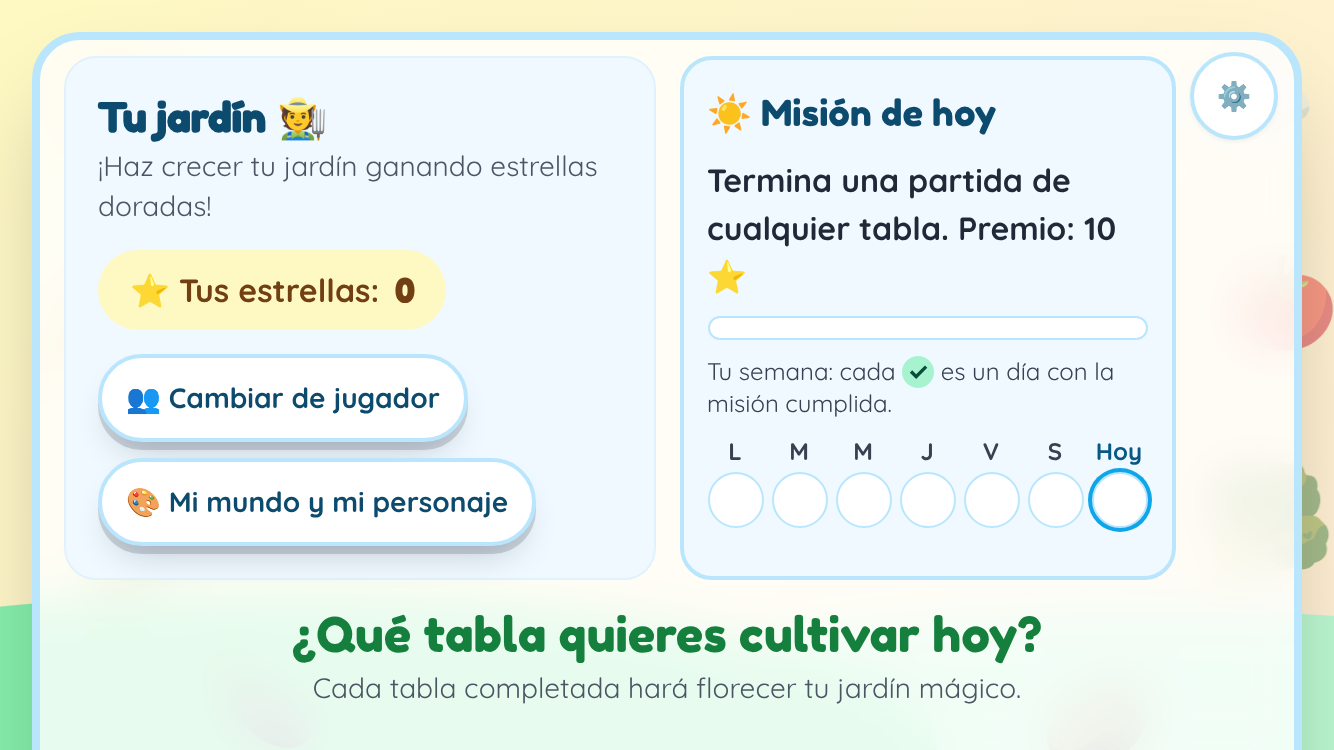 Tu jardín
¡Haz crecer tu jardín ganando estrellas
doradas!
Tus estrellas: 0
Cambiar de jugador
Mi mundo y mi personaje
Misión de hoy
Termina una partida de
cualquier tabla. Premio: 10
Tu semana: cada ✓ es un día con la
misión cumplida.
L M M J V S Hoy
¿Qué tabla quieres cultivar hoy?
Cada tabla completada hará florecer tu jardín mágico.